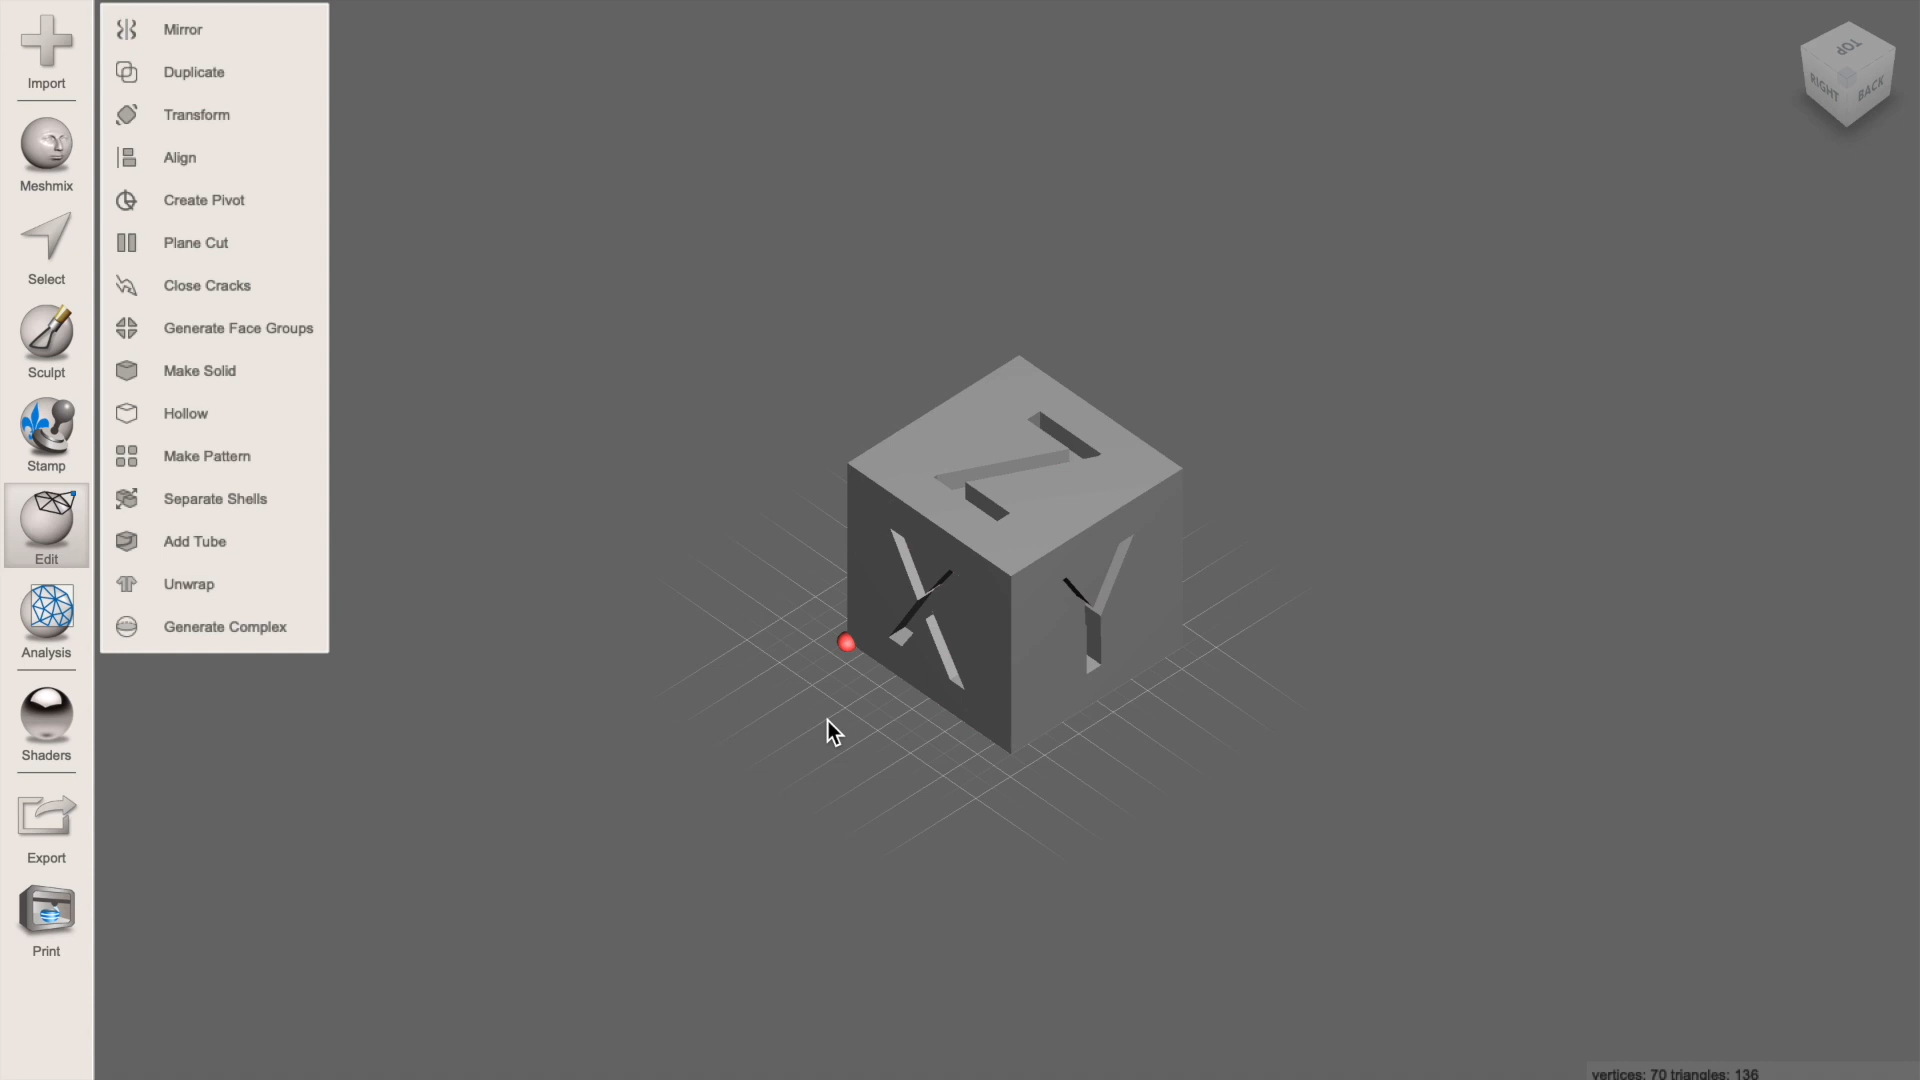 Import
Meshmix
Select
Sculpt
Stamp
Edit
Analysis
Shaders
Export
Print
Mirror
Duplicate
Transform
Align
Create Pivot
Plane Cut
Close Cracks
Generate Face Groups
Make Solid
Hollow
Make Pattern
Separate Shells
Add Tube
Unwrap
Generate Complex
Z
X
Y
TOP
RIGHT
BACK
vertices: 70 triangles: 136